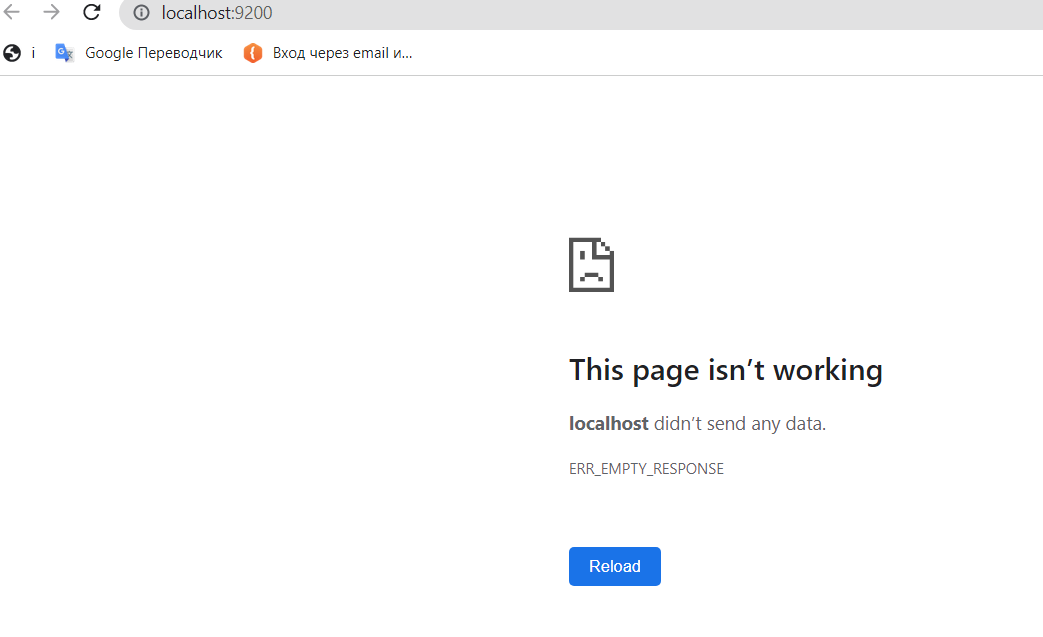 localhost:9200
i Google Переводчик Вход через email и...
This page isn’t working
localhost didn’t send any data.
ERR_EMPTY_RESPONSE
Reload